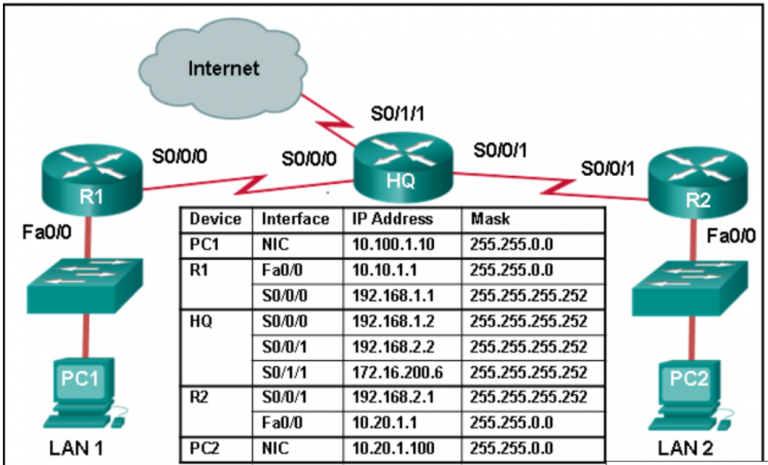 Internet
S0/1/1
S0/0/0
S0/0/0
S0/0/1
S0/0/1
HQ
R1
R2
Fa0/0
Fa0/0
Device Interface IP Address Mask
PC1 NIC 10.100.1.10 255.255.0.0
R1 Fa0/0 10.10.1.1 255.255.0.0
S0/0/0 192.168.1.1 255.255.255.252
HQ S0/0/0 192.168.1.2 255.255.255.252
S0/0/1 192.168.2.2 255.255.255.252
S0/1/1 172.16.200.6 255.255.255.252
R2 S0/0/1 192.168.2.1 255.255.255.252
Fa0/0 10.20.1.1 255.255.0.0
PC2 NIC 10.20.1.100 255.255.0.0
PC1
PC2
LAN 1
LAN 2